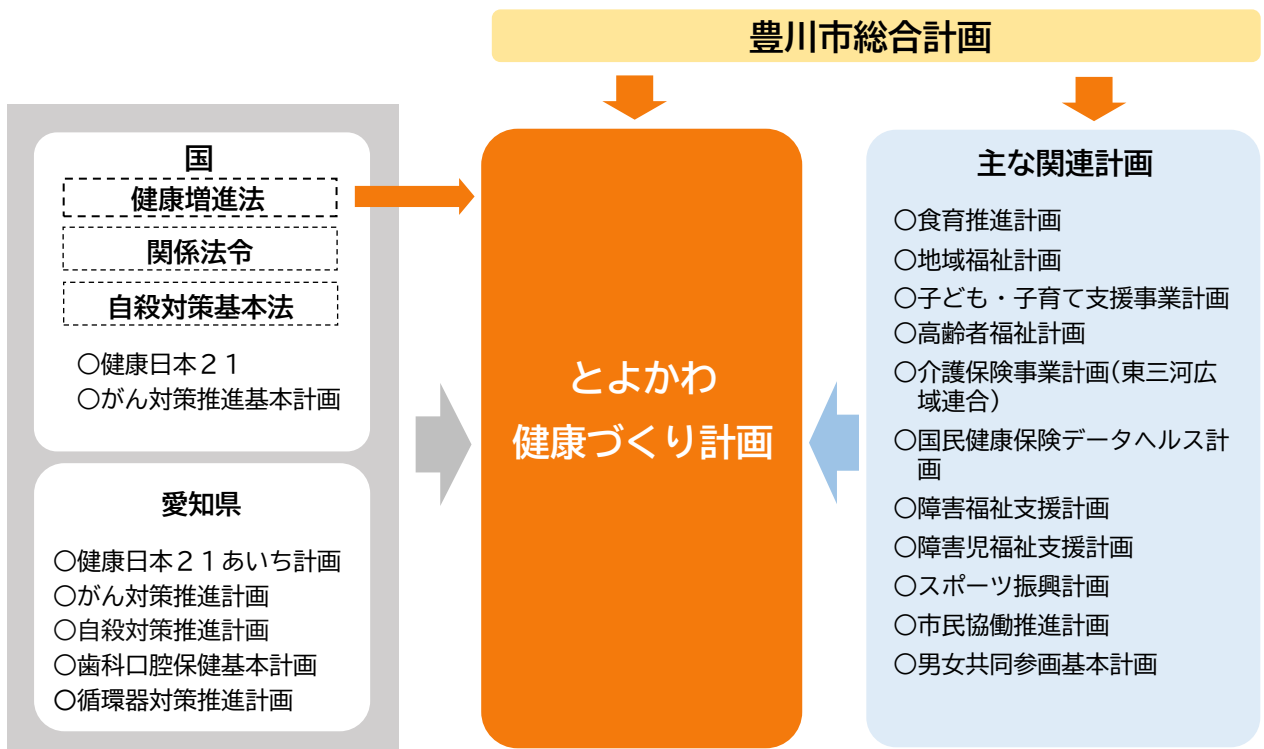 豊川市総合計画
国
健康増進法
関係法令
自殺対策基本法
○健康日本２１
○がん対策推進基本計画
愛知県
○健康日本２１あいち計画
○がん対策推進計画
○自殺対策推進計画
○歯科口腔保健基本計画
○循環器対策推進計画
とよかわ
健康づくり計画
主な関連計画
○食育推進計画
○地域福祉計画
○子ども・子育て支援事業計画
○高齢者福祉計画
○介護保険事業計画(東三河広
域連合)
○国民健康保険データヘルス計
画
○障害福祉支援計画
○障害児福祉支援計画
○スポーツ振興計画
○市民協働推進計画
○男女共同参画基本計画